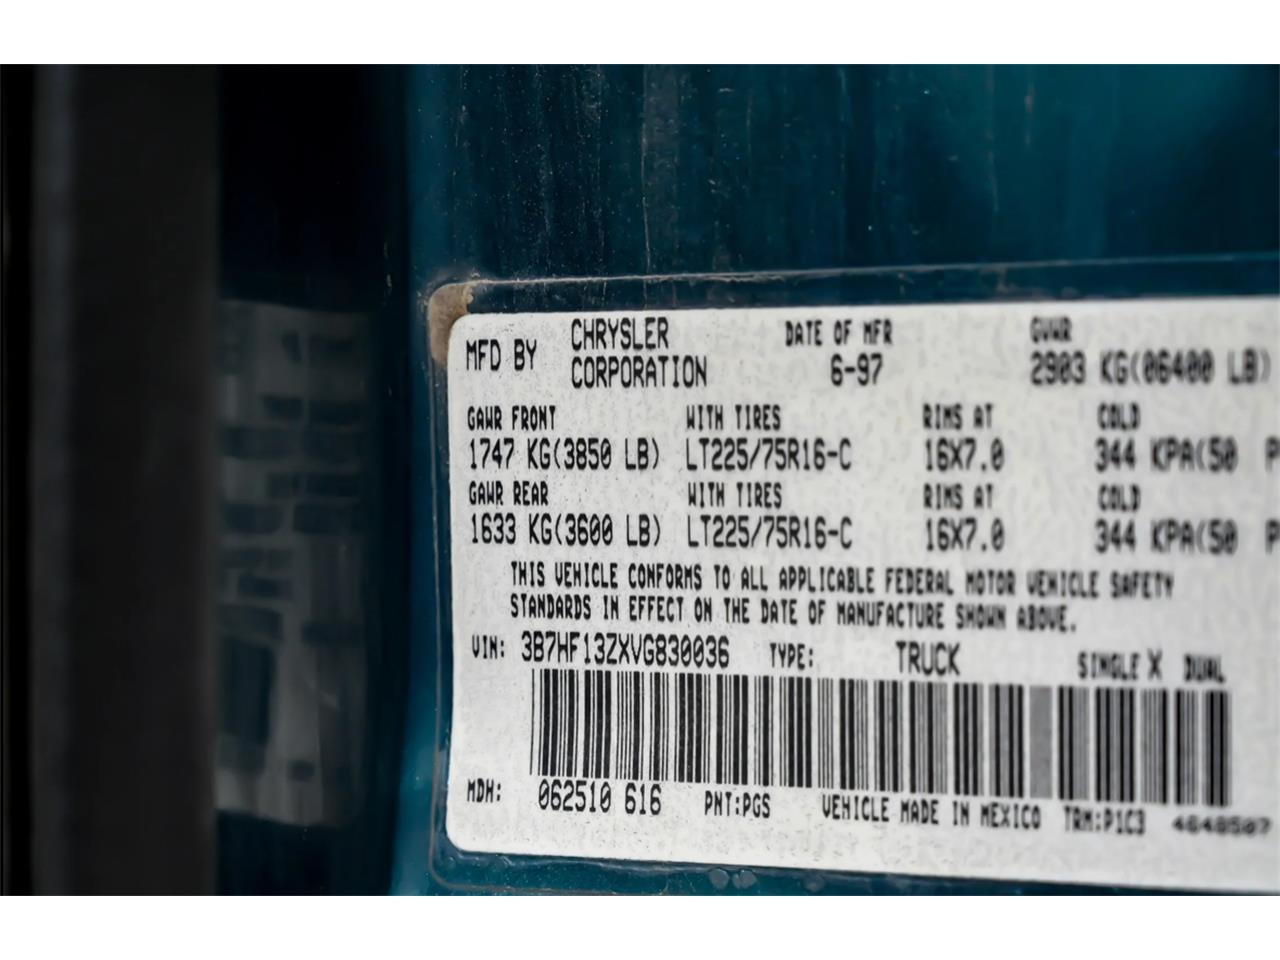 MFD BY CHRYSLER CORPORATION DATE OF MFR 6-97 GVWR 2903 KG(06400 LB)
GAWR FRONT WITH TIRES RIMS AT COLD
1747 KG(3850 LB) LT225/75R16-C 16X7.0 344 KPA(50 P
GAWR REAR WITH TIRES RIMS AT COLD
1633 KG(3600 LB) LT225/75R16-C 16X7.0 344 KPA(50 P
THIS VEHICLE CONFORMS TO ALL APPLICABLE FEDERAL MOTOR VEHICLE SAFETY
STANDARDS IN EFFECT ON THE DATE OF MANUFACTURE SHOWN ABOVE.
VIN: 3B7HF13ZXVG830036 TYPE: TRUCK SINGLE X DUAL
MDH: 062510 616 PNT:PGS VEHICLE MADE IN MEXICO TRM:P1C3 4648507